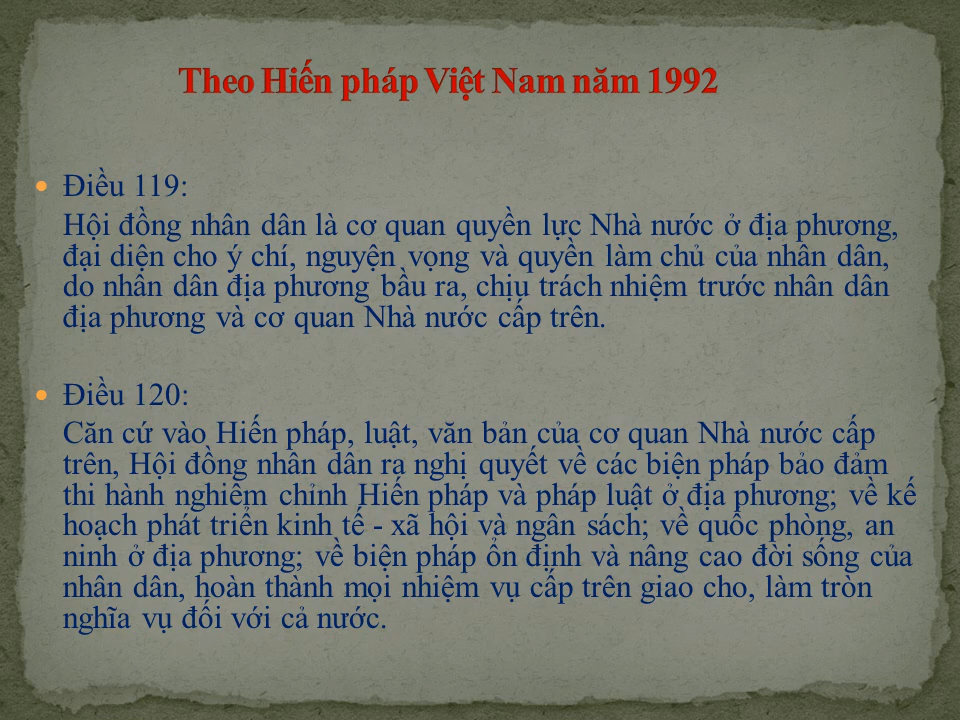 Theo Hiến pháp Việt Nam năm 1992
Điều 119:
Hội đồng nhân dân là cơ quan quyền lực Nhà nước ở địa phương,
đại diện cho ý chí, nguyện vọng và quyền làm chủ của nhân dân,
do nhân dân địa phương bầu ra, chịu trách nhiệm trước nhân dân
địa phương và cơ quan Nhà nước cấp trên.
Điều 120:
Căn cứ vào Hiến pháp, luật, văn bản của cơ quan Nhà nước cấp
trên, Hội đồng nhân dân ra nghị quyết về các biện pháp bảo đảm
thi hành nghiêm chỉnh Hiến pháp và pháp luật ở địa phương; về kế
hoạch phát triển kinh tế - xã hội và ngân sách; về quốc phòng, an
ninh ở địa phương; về biện pháp ổn định và nâng cao đời sống của
nhân dân, hoàn thành mọi nhiệm vụ cấp trên giao cho, làm tròn
nghĩa vụ đối với cả nước.